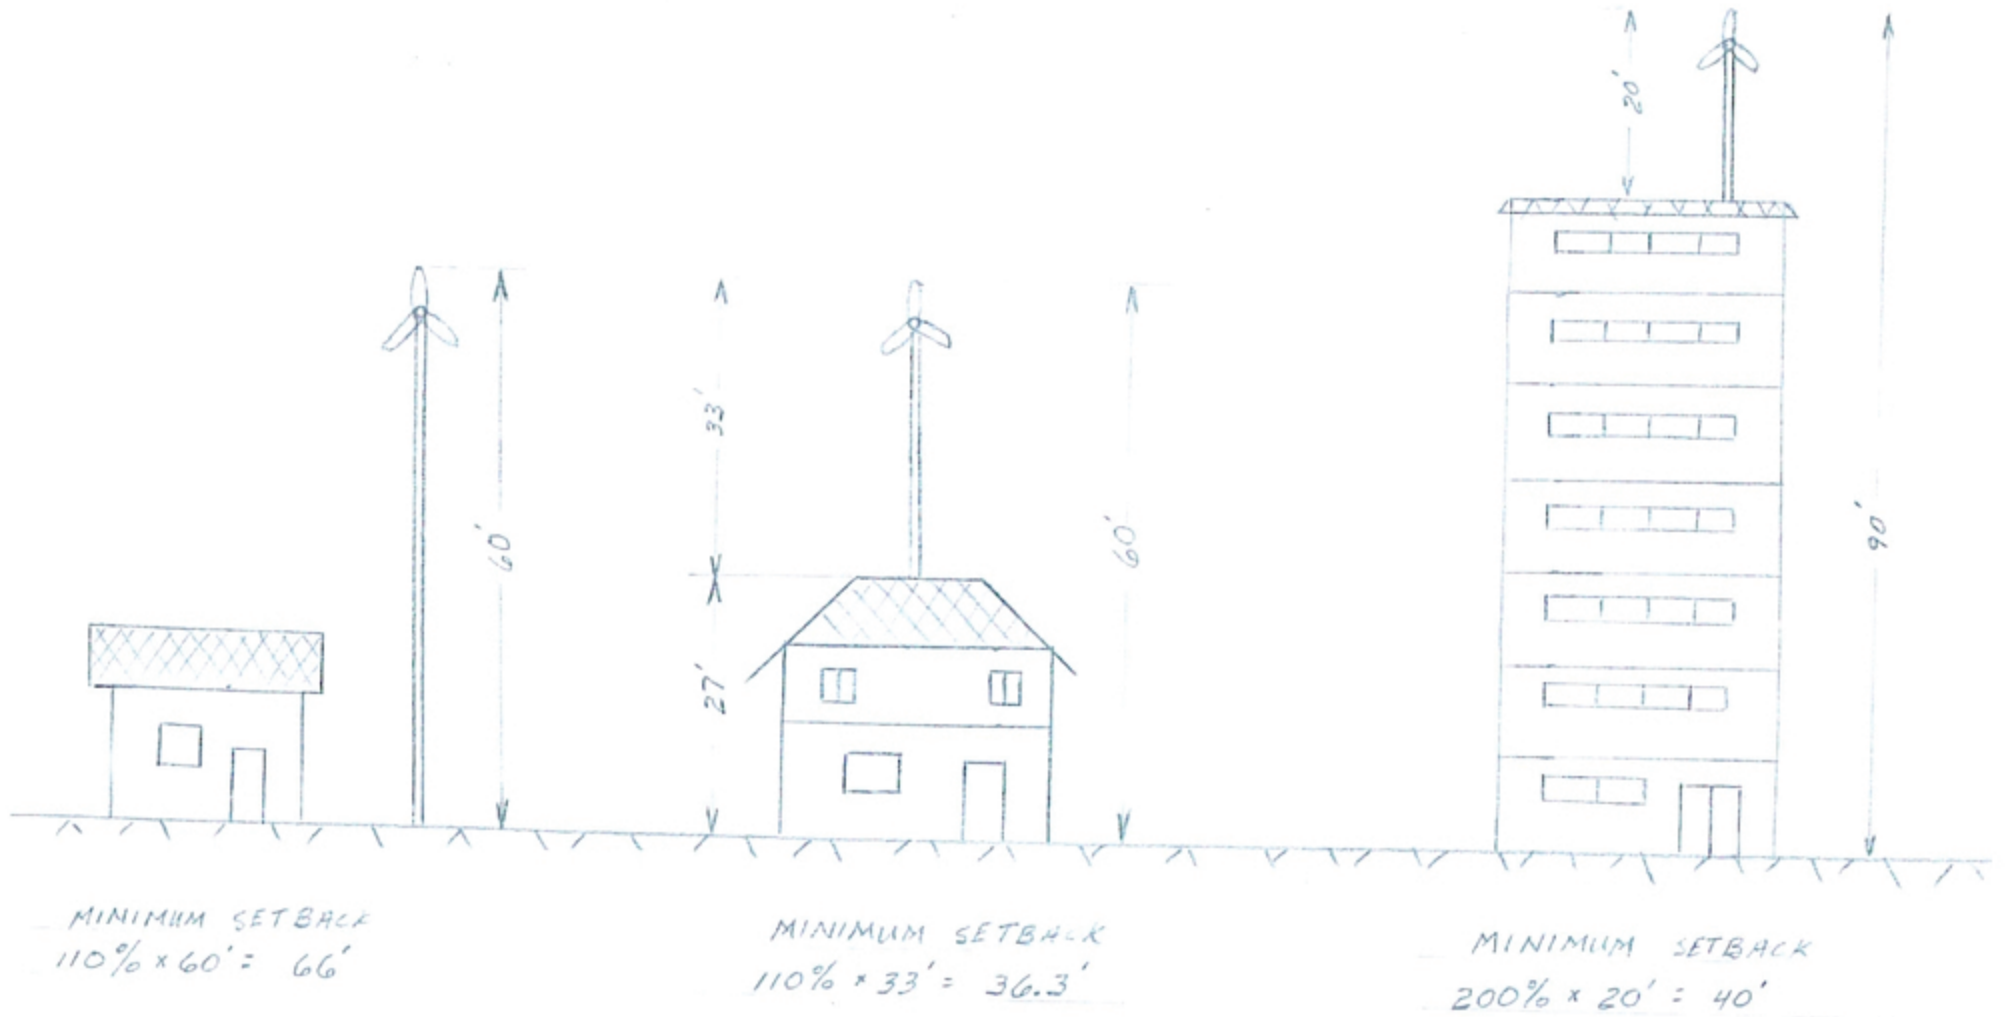 60'
33'
27'
60'
20'
90'
MINIMUM SETBACK
110% x 60' = 66'
MINIMUM SETBACK
110% x 33' = 36.3'
MINIMUM SETBACK
200% x 20' = 40'